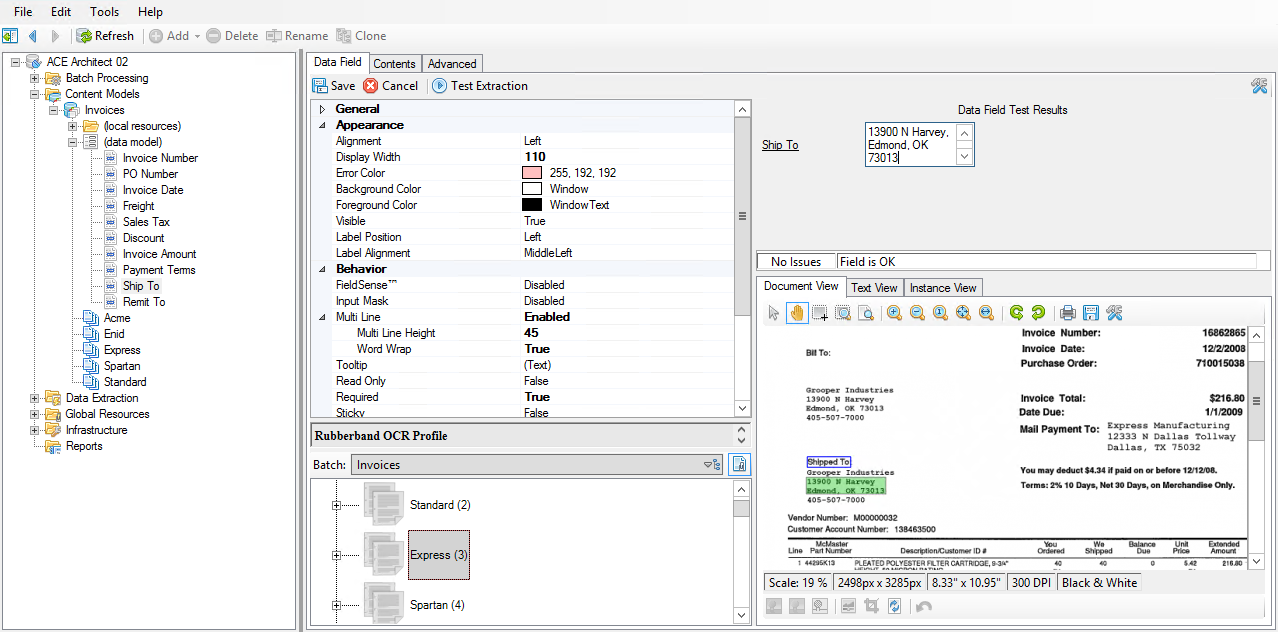 File Edit Tools Help
Refresh Add Delete Rename Clone
ACE Architect 02
Batch Processing
Content Models
Invoices
(local resources)
(data model)
Invoice Number
PO Number
Invoice Date
Freight
Sales Tax
Discount
Invoice Amount
Payment Terms
Ship To
Remit To
Acme
Enid
Express
Spartan
Standard
Data Extraction
Global Resources
Infrastructure
Reports
Data Field Contents Advanced
Save Cancel Test Extraction
General
Appearance
Alignment Left
Display Width 110
Error Color 255, 192, 192
Background Color Window
Foreground Color WindowText
Visible True
Label Position Left
Label Alignment MiddleLeft
Behavior
FieldSense™ Disabled
Input Mask Disabled
Multi Line Enabled
Multi Line Height 45
Word Wrap True
Tooltip (Text)
Read Only False
Required True
Sticky False
Rubberband OCR Profile
Batch: Invoices
Standard (2)
Express (3)
Spartan (4)
Data Field Test Results
Ship To
13900 N Harvey,
Edmond, OK
73013
No Issues Field is OK
Document View Text View Instance View
Invoice Number: 16862865
Bill To:
Invoice Date: 12/2/2008
Purchase Order: 710015038
Grooper Industries
13900 N Harvey
Edmond, OK 73013
405-507-7000
Invoice Total: $216.80
Date Due: 1/1/2009
Mail Payment To: Express Manufacturing
12333 N Dallas Tollway
Dallas, TX 75032
Shipped To
Grooper Industries
13900 N Harvey
Edmond, OK 73013
405-507-7000
You may deduct $4.34 if paid on or before 12/12/08.
Terms: 2% 10 Days, Net 30 Days, on Merchandise Only.
Vendor Number: M00000032
Customer Account Number: 138463500
Line McMaster Part Number Description/Customer ID # You Ordered We Shipped Balance Due Unit Price Extended Amount
1 44295K13 PLEATED POLYESTER FILTER CARTRIDGE, 9-3/4" 40 40 0 5.42 216.80
Scale: 19 % 2498px x 3285px 8.33" x 10.95" 300 DPI Black & White